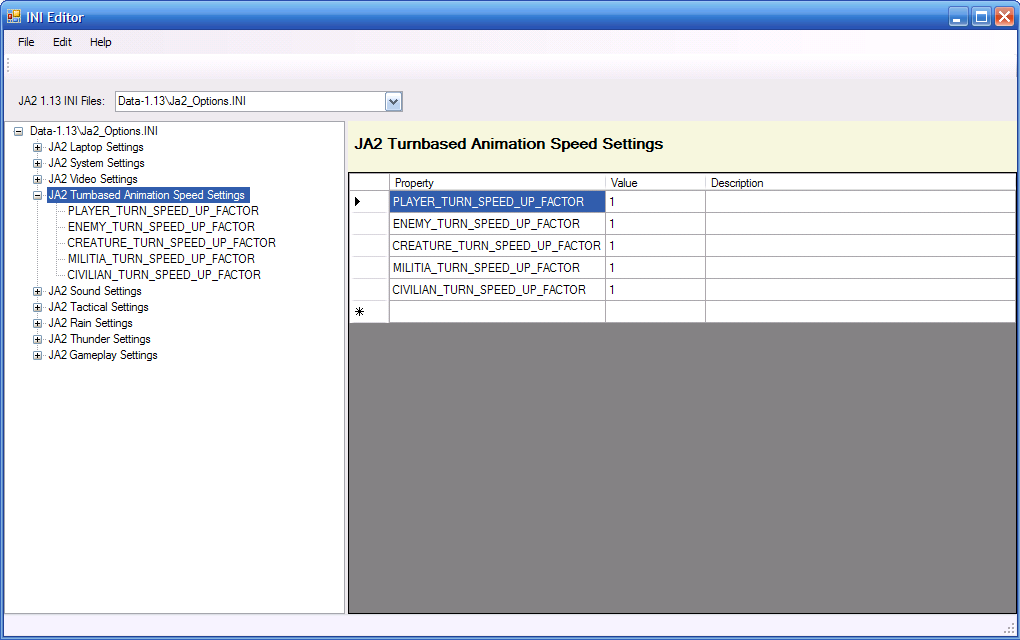 INI Editor
File Edit Help
JA2 1.13 INI Files: Data-1.13\Ja2_Options.INI
Data-1.13\Ja2_Options.INI
JA2 Laptop Settings
JA2 System Settings
JA2 Video Settings
JA2 Turnbased Animation Speed Settings
PLAYER_TURN_SPEED_UP_FACTOR
ENEMY_TURN_SPEED_UP_FACTOR
CREATURE_TURN_SPEED_UP_FACTOR
MILITIA_TURN_SPEED_UP_FACTOR
CIVILIAN_TURN_SPEED_UP_FACTOR
JA2 Sound Settings
JA2 Tactical Settings
JA2 Rain Settings
JA2 Thunder Settings
JA2 Gameplay Settings
JA2 Turnbased Animation Speed Settings
Property Value Description
PLAYER_TURN_SPEED_UP_FACTOR 1
ENEMY_TURN_SPEED_UP_FACTOR 1
CREATURE_TURN_SPEED_UP_FACTOR 1
MILITIA_TURN_SPEED_UP_FACTOR 1
CIVILIAN_TURN_SPEED_UP_FACTOR 1